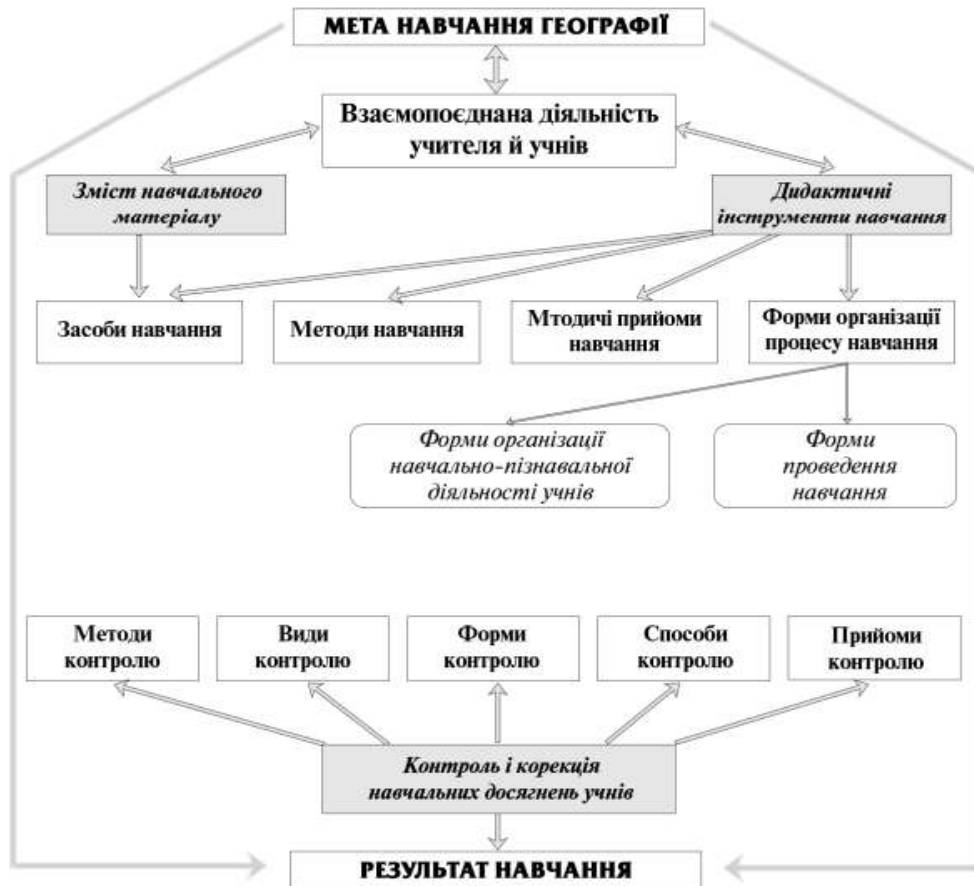 МЕТА НАВЧАННЯ ГЕОГРАФІЇ
Взаємопоєднана діяльність
учителя й учнів
Зміст навчального
матеріалу
Дидактичні
інструменти навчання
Засоби навчання
Методи навчання
Мтодичі прийоми
навчання
Форми організації
процесу навчання
Форми організації
навчально-пізнавальної
діяльності учнів
Форми
проведення
навчання
Методи
контролю
Види
контролю
Форми
контролю
Способи
контролю
Прийоми
контролю
Контроль і корекція
навчальних досягнень учнів
РЕЗУЛЬТАТ НАВЧАННЯ